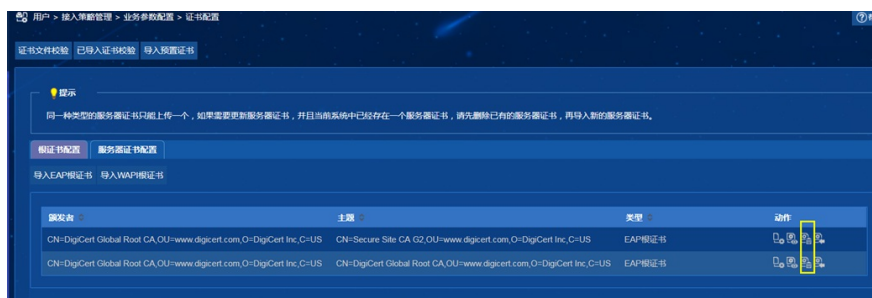 用户 > 接入策略管理 > 业务参数配置 > 证书配置
证书文件校验 已导入证书校验 导入预置证书
提示
同一种类型的服务器证书只能上传一个，如果需要更新服务器证书，并且当前系统中已经存在一个服务器证书，请先删除已有的服务器证书，再导入新的服务器证书。
根证书配置 服务器证书配置
导入EAP根证书 导入WAPI根证书
颁发者 主题 类型 动作
CN=DigiCert Global Root CA,OU=www.digicert.com,O=DigiCert Inc,C=US CN=Secure Site CA G2,OU=www.digicert.com,O=DigiCert Inc,C=US EAP根证书
CN=DigiCert Global Root CA,OU=www.digicert.com,O=DigiCert Inc,C=US CN=DigiCert Global Root CA,OU=www.digicert.com,O=DigiCert Inc,C=US EAP根证书